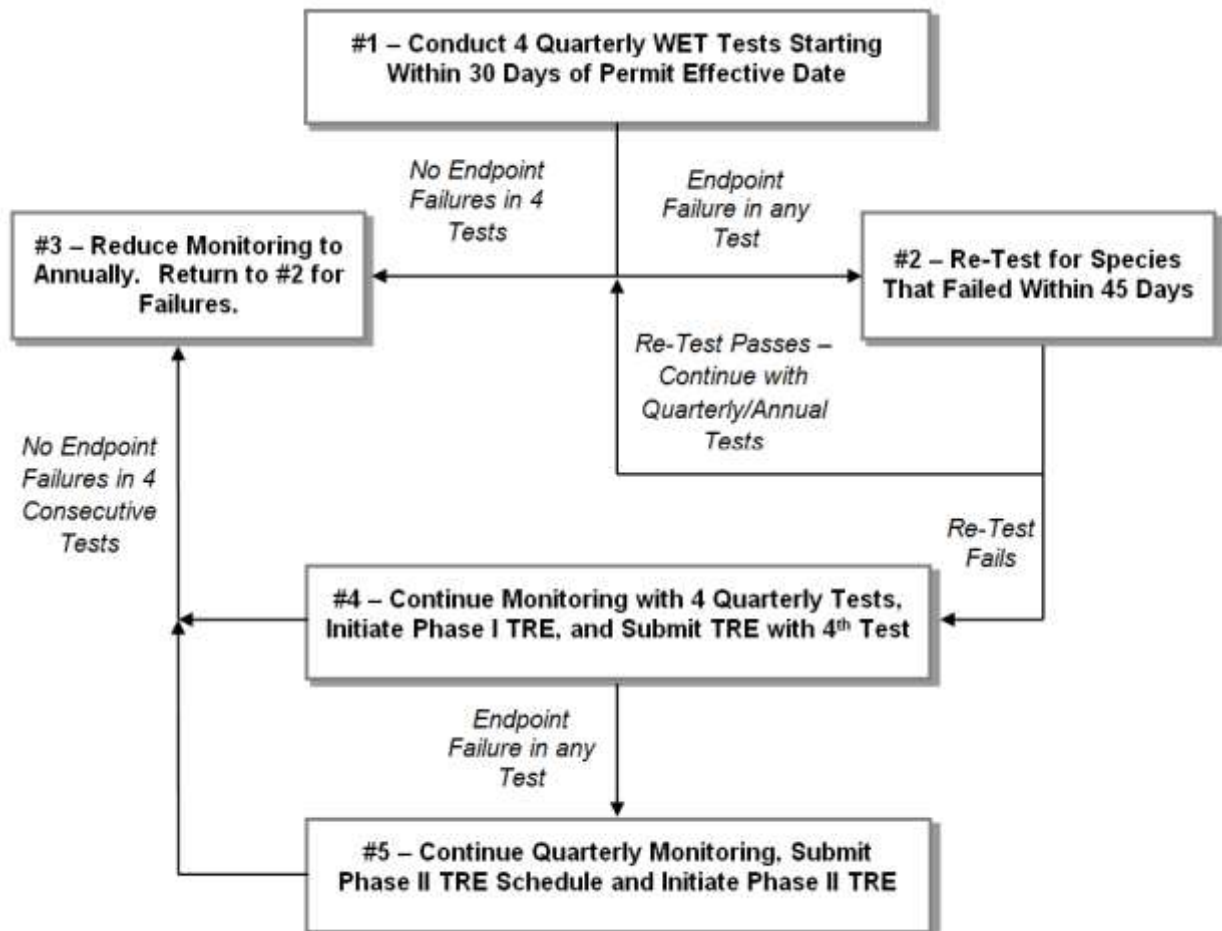 #1 – Conduct 4 Quarterly WET Tests Starting
Within 30 Days of Permit Effective Date
No Endpoint
Failures in 4
Tests
Endpoint
Failure in any
Test
#3 – Reduce Monitoring to
Annually.  Return to #2 for
Failures.
#2 – Re-Test for Species
That Failed Within 45 Days
Re-Test Passes –
Continue with
Quarterly/Annual
Tests
No Endpoint
Failures in 4
Consecutive
Tests
Re-Test
Fails
#4 – Continue Monitoring with 4 Quarterly Tests,
Initiate Phase I TRE, and Submit TRE with 4th Test
Endpoint
Failure in any
Test
#5 – Continue Quarterly Monitoring, Submit
Phase II TRE Schedule and Initiate Phase II TRE